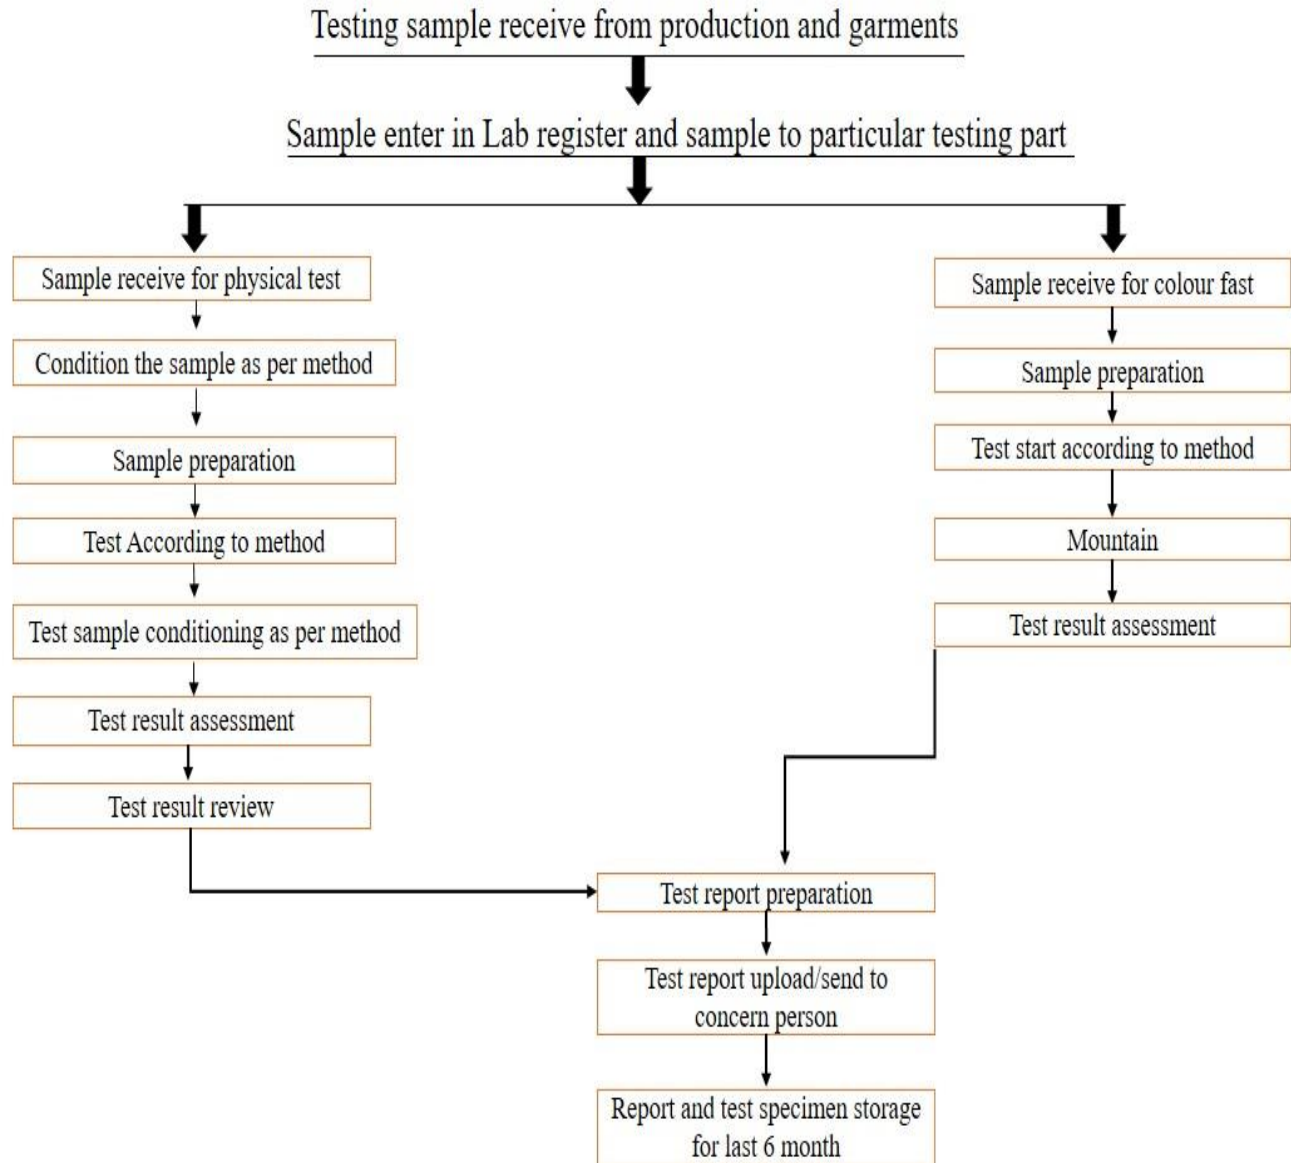 Testing sample receive from production and garments
Sample enter in Lab register and sample to particular testing part
Sample receive for physical test
Condition the sample as per method
Sample preparation
Test According to method
Test sample conditioning as per method
Test result assessment
Test result review
Sample receive for colour fast
Sample preparation
Test start according to method
Mountain
Test result assessment
Test report preparation
Test report upload/send to
concern person
Report and test specimen storage
for last 6 month